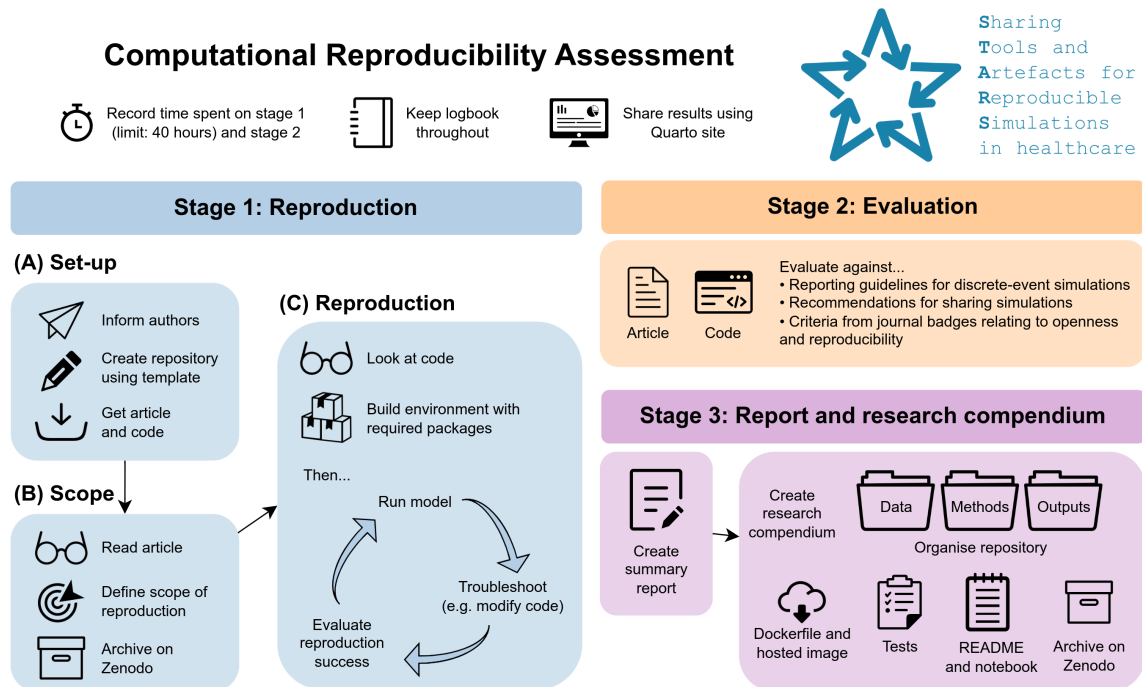 Computational Reproducibility Assessment
Record time spent on stage 1
(limit: 40 hours) and stage 2
Keep logbook
throughout
Share results using
Quarto site
Sharing
Tools and
Artefacts for
Reproducible
Simulations
in healthcare
Stage 1: Reproduction
(A) Set-up
Inform authors
Create repository
using template
Get article
and code
(B) Scope
Read article
Define scope of
reproduction
Archive on
Zenodo
(C) Reproduction
Look at code
Build environment with
required packages
Then...
Run model
Troubleshoot
(e.g. modify code)
Evaluate
reproduction
success
Stage 2: Evaluation
Article
</>
Code
Evaluate against...
• Reporting guidelines for discrete-event simulations
• Recommendations for sharing simulations
• Criteria from journal badges relating to openness
and reproducibility
Stage 3: Report and research compendium
Create
summary
report
Create
research
compendium
Data
Methods
Outputs
Organise repository
Dockerfile and
hosted image
Tests
README
and notebook
Archive on
Zenodo